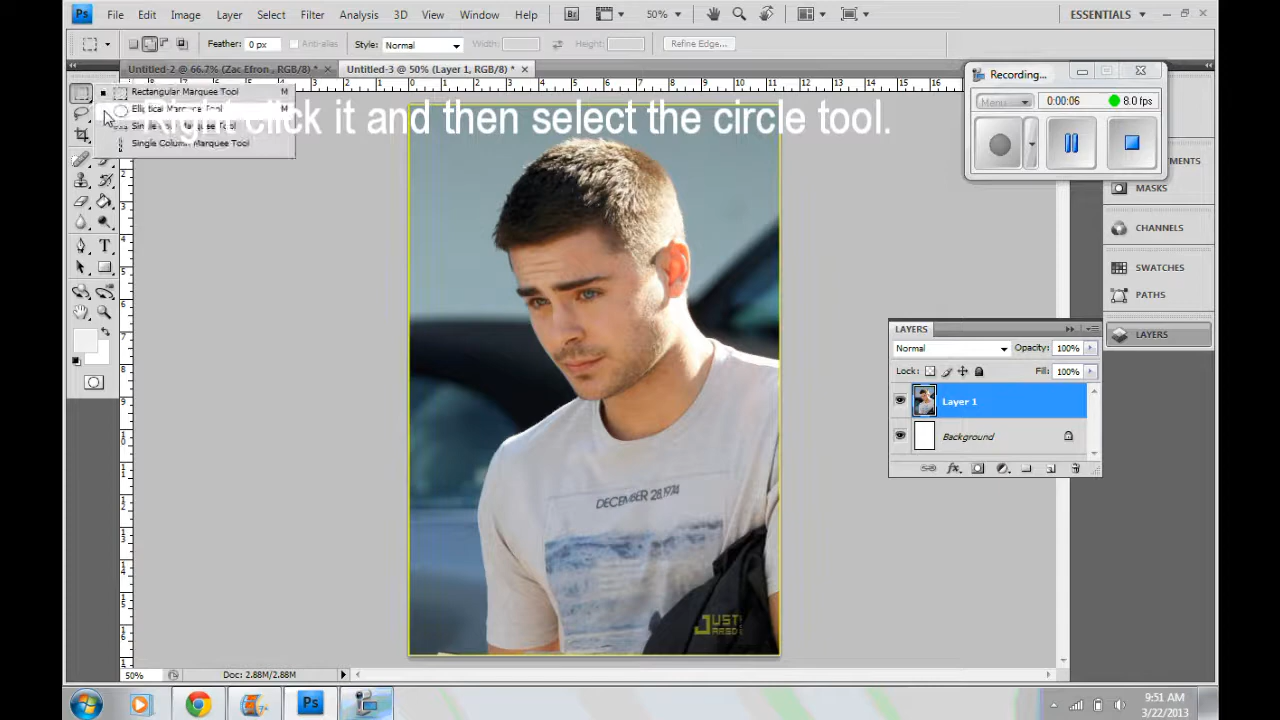 Ps File Edit Image Layer Select Filter Analysis 3D View Window Help Br 50% ESSENTIALS
Feather: 0 px Anti-alias Style: Normal Width: Height: Refine Edge...
Untitled-2 @ 66.7% (Zac Efron , RGB/8) * × Untitled-3 @ 50% (Layer 1, RGB/8) * ×
Recording...
Menu 0:00:06 8.0 fps
Rectangular Marquee Tool M
Elliptical Marquee Tool M
Single Row Marquee Tool
Single Column Marquee Tool
Right click it and then select the circle tool.
MENTS
MASKS
CHANNELS
SWATCHES
PATHS
LAYERS
LAYERS
Normal Opacity: 100%
Lock: Fill: 100%
Layer 1
Background
DECEMBER 28, 1974
JUST
JARED
50% Doc: 2.88M/2.88M
Ps
9:51 AM
3/22/2013